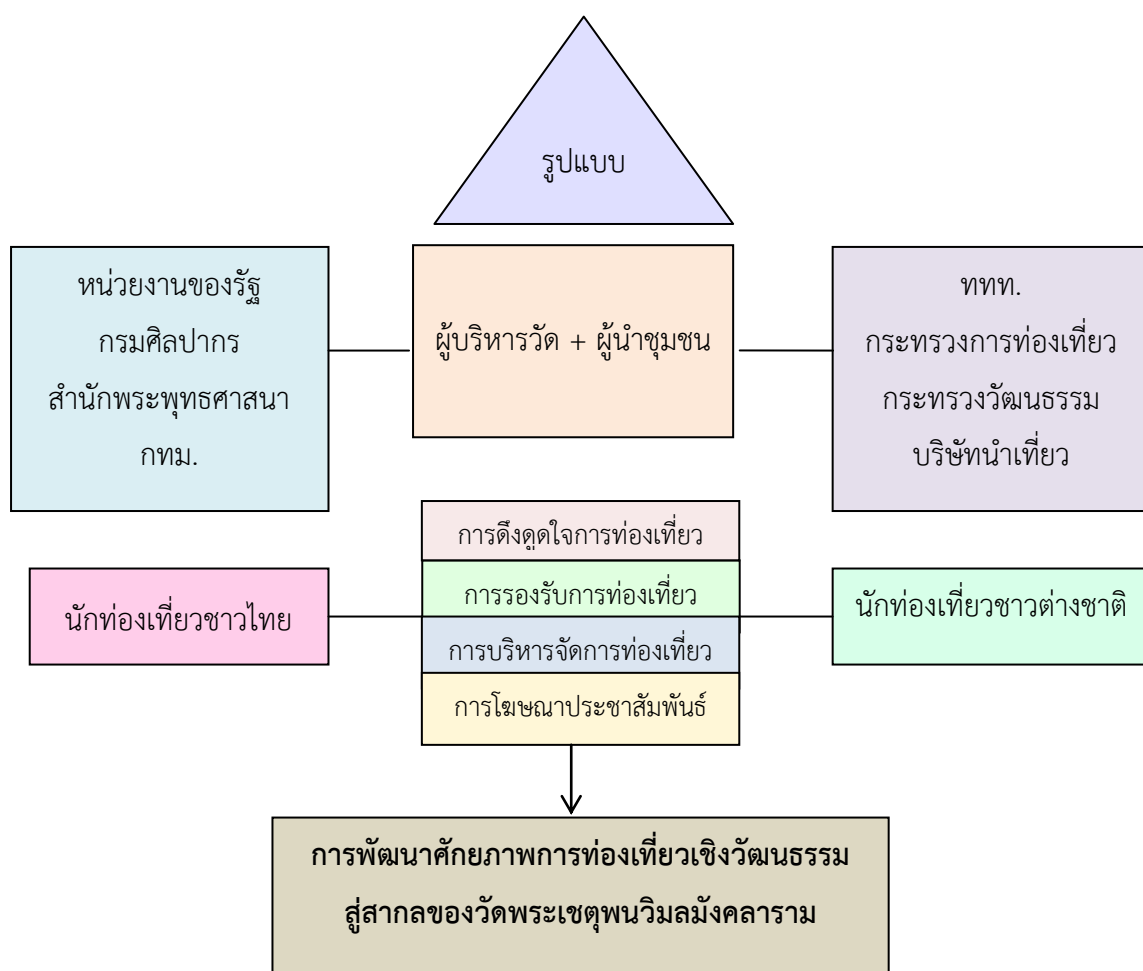 รูปแบบ
หน่วยงานของรัฐ
กรมศิลปากร
สำนักพระพุทธศาสนา
กทม.
ผู้บริหารวัด + ผู้นำชุมชน
ททท.
กระทรวงการท่องเที่ยว
กระทรวงวัฒนธรรม
บริษัทนำเที่ยว
นักท่องเที่ยวชาวไทย
การดึงดูดใจการท่องเที่ยว
การรองรับการท่องเที่ยว
การบริหารจัดการท่องเที่ยว
การโฆษณาประชาสัมพันธ์
นักท่องเที่ยวชาวต่างชาติ
การพัฒนาศักยภาพการท่องเที่ยวเชิงวัฒนธรรม
สู่สากลของวัดพระเชตุพนวิมลมังคลาราม